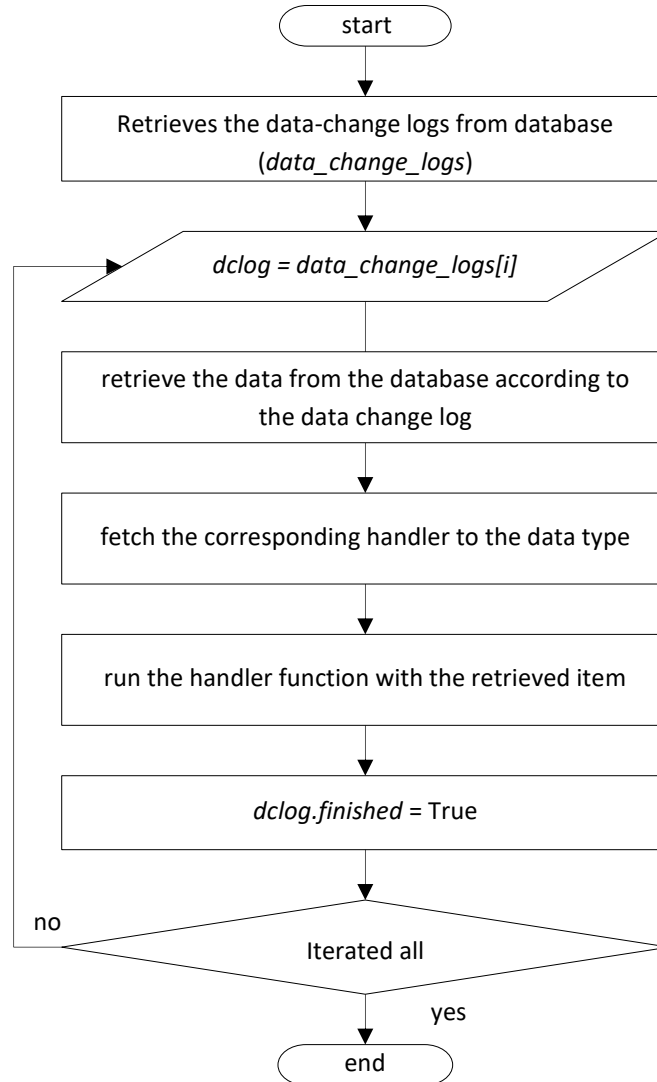 start
Retrieves the data-change logs from database
(data_change_logs)
dclog = data_change_logs[i]
retrieve the data from the database according to
the data change log
fetch the corresponding handler to the data type
run the handler function with the retrieved item
dclog.finished = True
no
Iterated all
yes
end